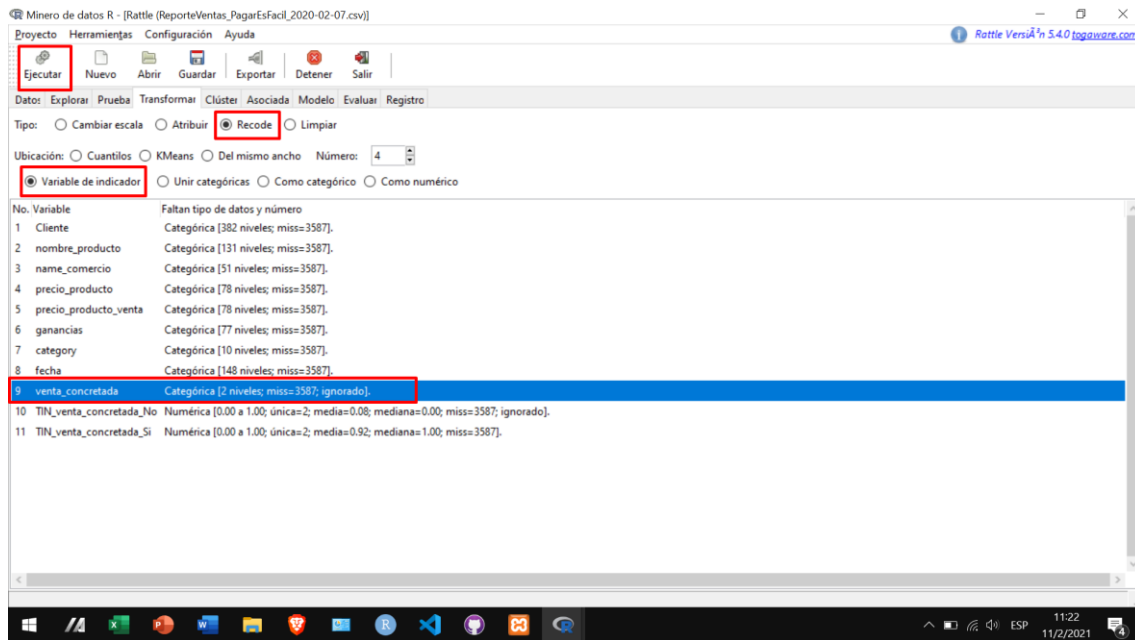 Minero de datos R - [Rattle (ReporteVentas_PagarEsFacil_2020-02-07.csv)]
Proyecto Herramientas Configuración Ayuda
Rattle VersiÃ³n 5.4.0 togaware.com
Ejecutar Nuevo Abrir Guardar Exportar Detener Salir
Datos Explorar Prueba Transformar Clúster Asociada Modelo Evaluar Registro
Tipo: Cambiar escala Atribuir Recode Limpiar
Ubicación: Cuantilos KMeans Del mismo ancho Número: 4
Variable de indicador Unir categóricas Como categórico Como numérico
No. Variable Faltan tipo de datos y número
1 Cliente Categórica [382 niveles; miss=3587].
2 nombre_producto Categórica [131 niveles; miss=3587].
3 name_comercio Categórica [51 niveles; miss=3587].
4 precio_producto Categórica [78 niveles; miss=3587].
5 precio_producto_venta Categórica [78 niveles; miss=3587].
6 ganancias Categórica [77 niveles; miss=3587].
7 category Categórica [10 niveles; miss=3587].
8 fecha Categórica [148 niveles; miss=3587].
9 venta_concretada Categórica [2 niveles; miss=3587; ignorado].
10 TIN_venta_concretada_No Numérica [0.00 a 1.00; única=2; media=0.08; mediana=0.00; miss=3587; ignorado].
11 TIN_venta_concretada_Si Numérica [0.00 a 1.00; única=2; media=0.92; mediana=1.00; miss=3587].
ESP
11:22
11/2/2021
4